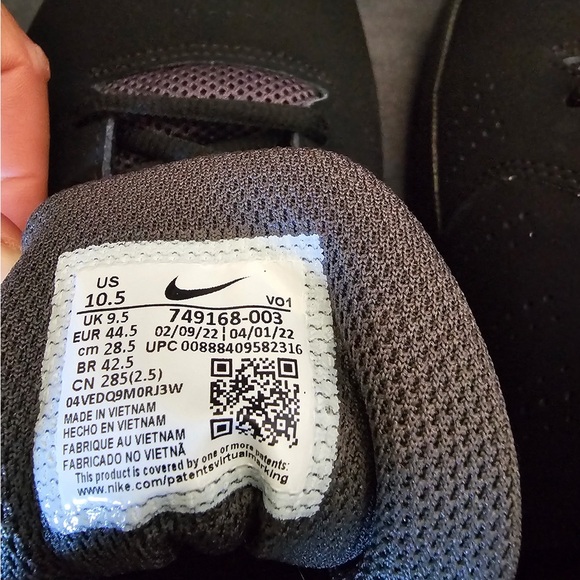 US
10.5
VO1
UK 9.5 749168-003
EUR 44.5 02/09/22 | 04/01/22
cm 28.5 UPC 00888409582316
BR 42.5
CN 285(2.5)
04VEDQ9M0RJ3W
MADE IN VIETNAM
HECHO EN VIETNAM
FABRIQUE AU VIETNAM
FABRICADO NO VIETNÃ
This product is covered by one or more patents:
www.nike.com/patentsvirtualmarking